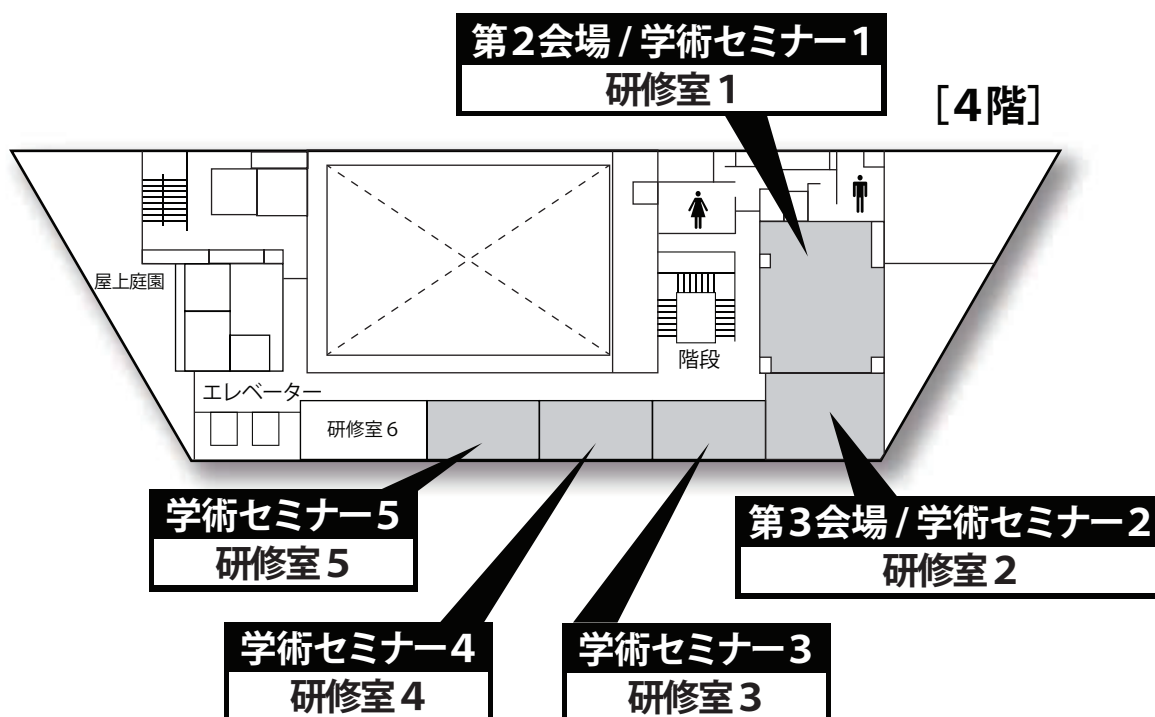 第2会場 / 学術セミナー1
研修室1
[4階]
屋上庭園
階段
エレベーター
研修室6
学術セミナー5
研修室5
第3会場 / 学術セミナー2
研修室2
学術セミナー4
研修室4
学術セミナー3
研修室3